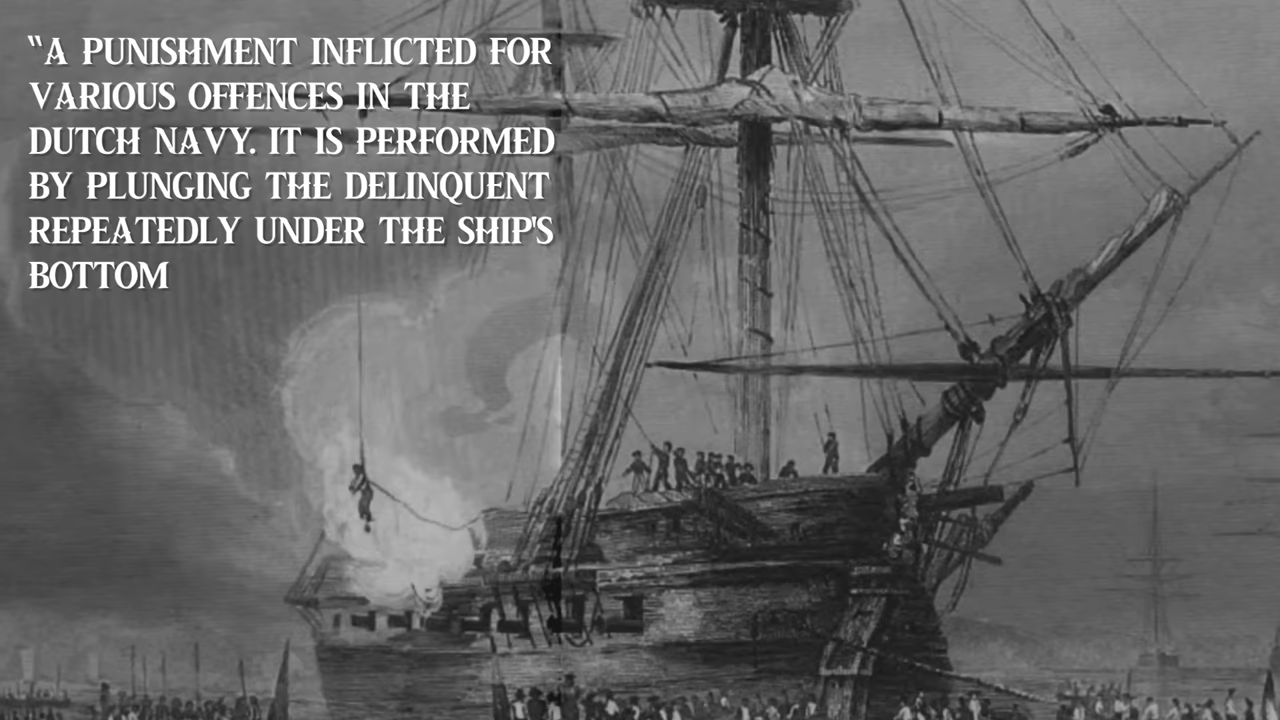 “A PUNISHMENT INFLICTED FOR
VARIOUS OFFENCES IN THE
DUTCH NAVY. IT IS PERFORMED
BY PLUNGING THE DELINQUENT
REPEATEDLY UNDER THE SHIP'S
BOTTOM